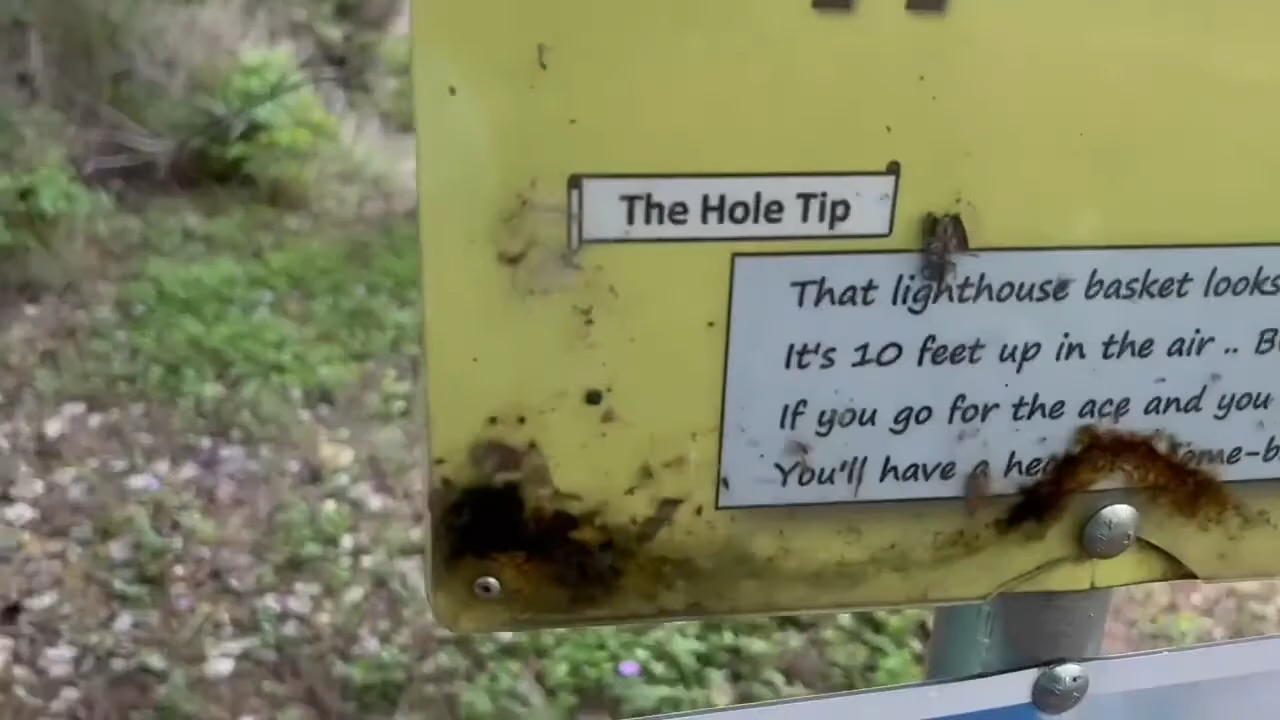 The Hole Tip
That lighthouse basket looks
It's 10 feet up in the air ..
If you go for the ace and you
You'll have a